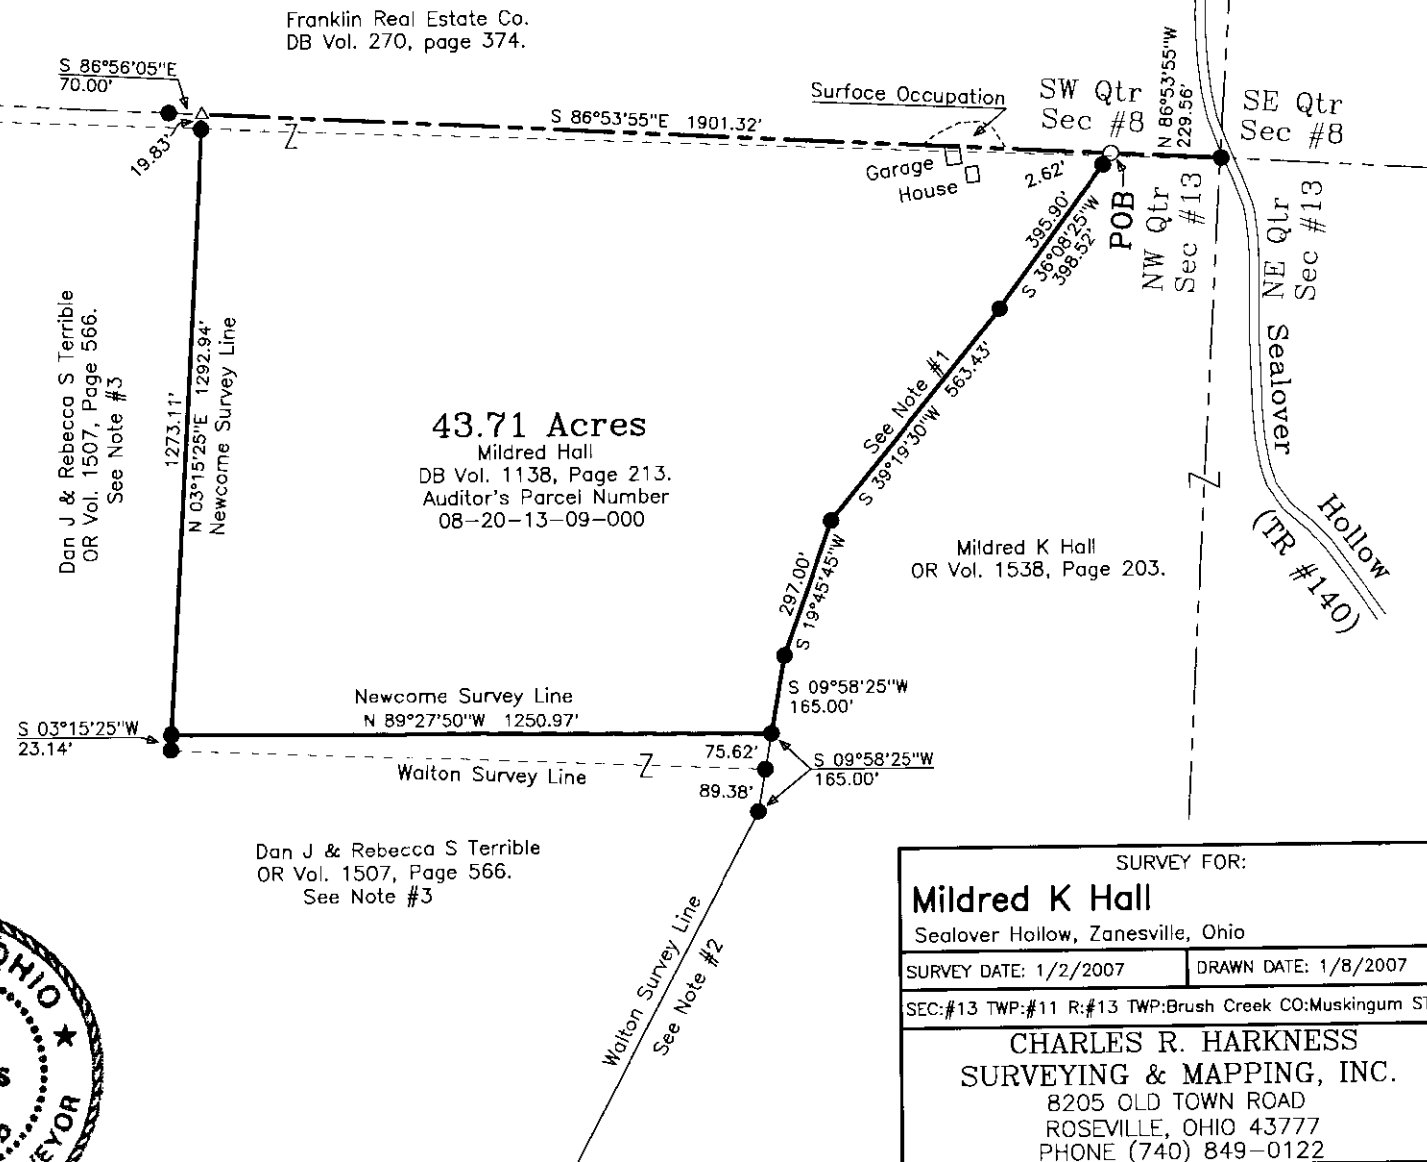 Franklin Real Estate Co.
DB Vol. 270, page 374.
S 86°56'05"E
70.00'
19.83'
S 86°53'55"E 1901.32'
Surface Occupation
Garage
House
2.62'
SW Qtr
Sec #8
N 86°53'55"W
229.56'
SE Qtr
Sec #8
POB
NW Qtr
Sec #13
NE Qtr
Sec #13
395.90'
S 36°08'25"W
398.52'
See Note #1
S 39°19'30"W 563.43'
Sealover
Hollow
(TR #140)
Dan J & Rebecca S Terrible
OR Vol. 1507, Page 566.
See Note #3
1273.11'
N 03°15'25"E 1292.94'
Newcome Survey Line
43.71 Acres
Mildred Hall
DB Vol. 1138, Page 213.
Auditor's Parcel Number
08-20-13-09-000
Mildred K Hall
OR Vol. 1538, Page 203.
297.00'
S 19°45'45"W
S 09°58'25"W
165.00'
Newcome Survey Line
N 89°27'50"W 1250.97'
S 03°15'25"W
23.14'
Walton Survey Line
75.62'
89.38'
S 09°58'25"W
165.00'
Dan J & Rebecca S Terrible
OR Vol. 1507, Page 566.
See Note #3
Walton Survey Line
See Note #2
OHIO ★
SURVEY FOR:
Mildred K Hall
Sealover Hollow, Zanesville, Ohio
SURVEY DATE: 1/2/2007
DRAWN DATE: 1/8/2007
SEC:#13 TWP:#11 R:#13 TWP:Brush Creek CO:Muskingum ST
CHARLES R. HARKNESS
SURVEYING & MAPPING, INC.
8205 OLD TOWN ROAD
ROSEVILLE, OHIO 43777
PHONE (740) 849-0122